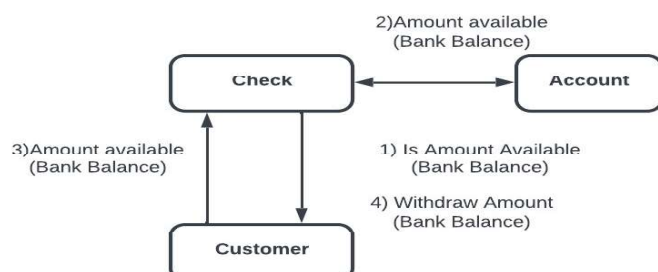 2)Amount available
(Bank Balance)
Check
Account
3)Amount available
(Bank Balance)
1) Is Amount Available
(Bank Balance)
4) Withdraw Amount
(Bank Balance)
Customer